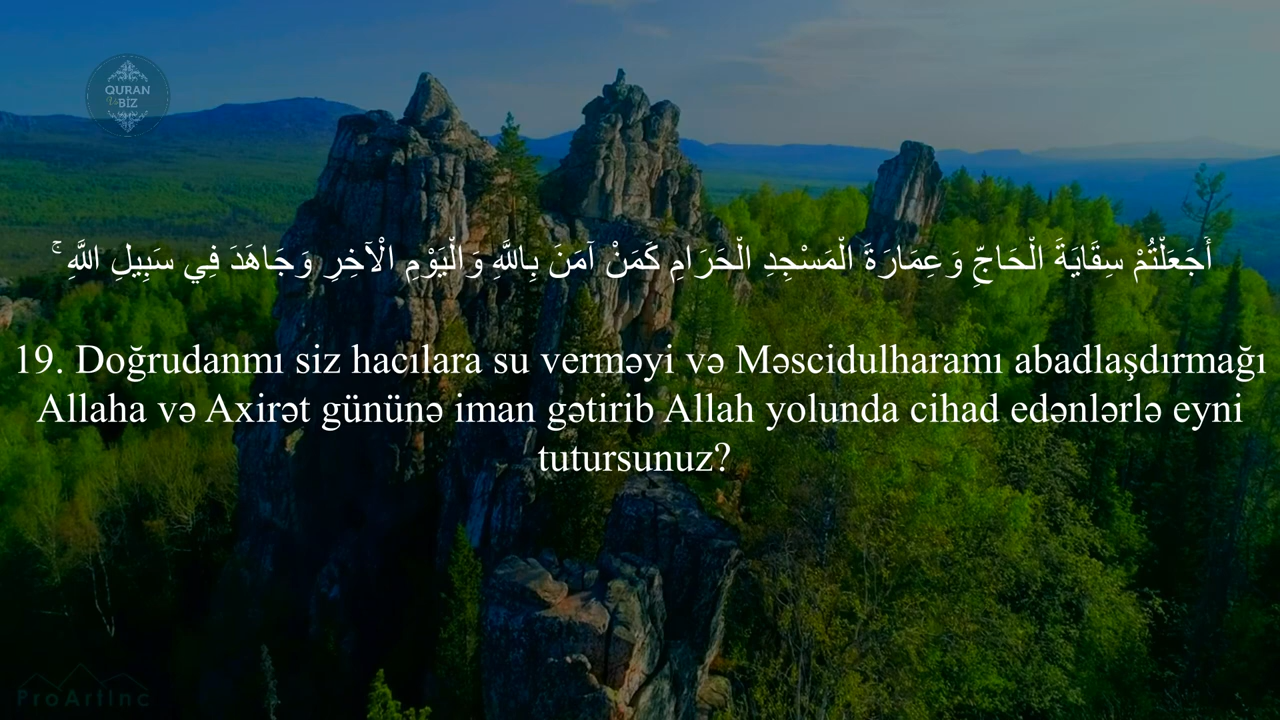 QURAN
Və BİZ
أَجَعَلْتُمْ سِقَايَةَ الْحَاجِّ وَعِمَارَةَ الْمَسْجِدِ الْحَرَامِ كَمَنْ آمَنَ بِاللَّهِ وَالْيَوْمِ الْآخِرِ وَجَاهَدَ فِي سَبِيلِ اللَّهِ ۚ
19. Doğrudanmı siz hacılara su verməyi və Məscidulharamı abadlaşdırmağı
Allaha və Axirət gününə iman gətirib Allah yolunda cihad edənlərlə eyni
tutursunuz?
ProArtInc